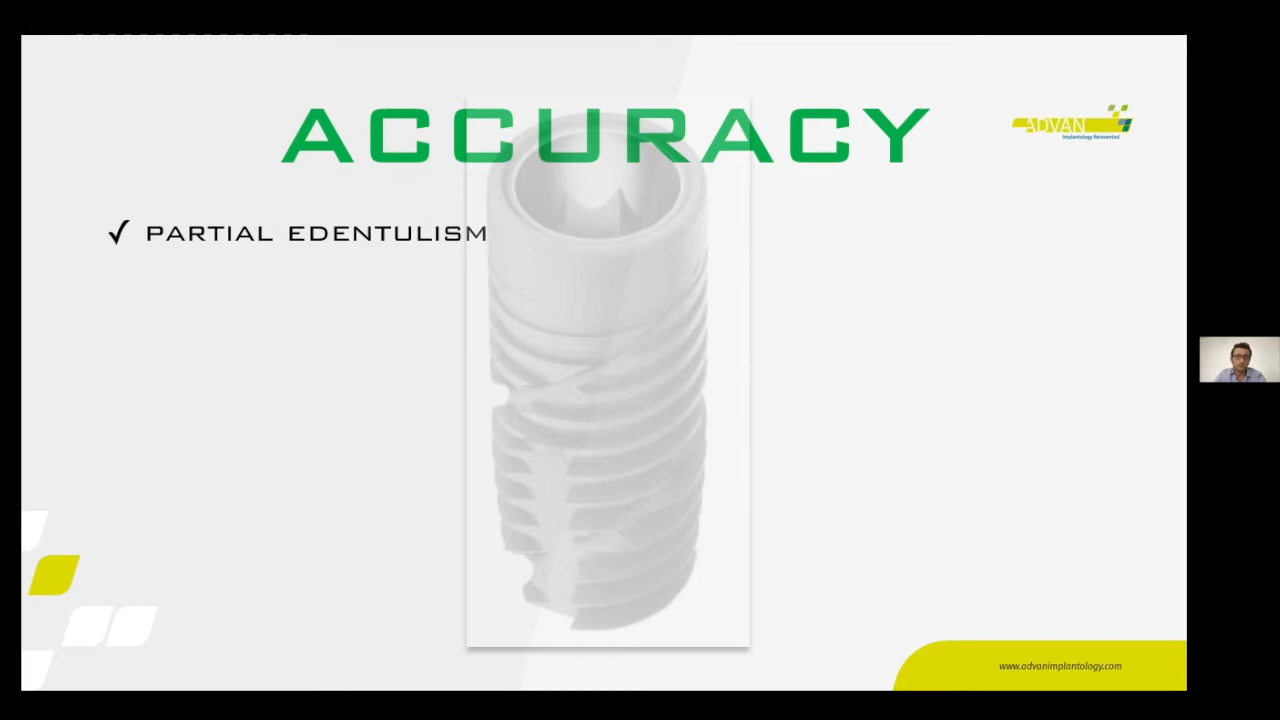 ACCURACY
ADVAN
Implantology Reinvented
✓ PARTIAL EDENTULISM
www.advanimplantology.com